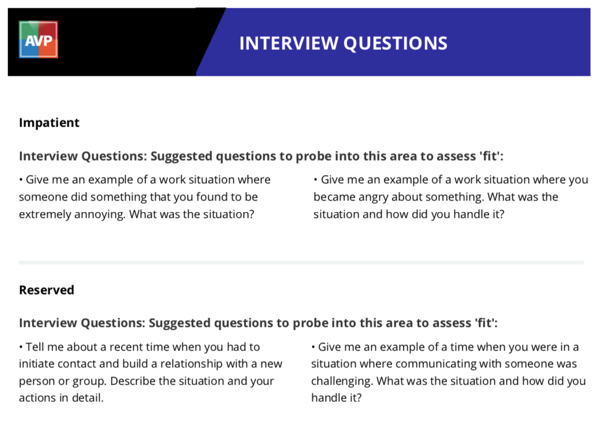 AVP
INTERVIEW QUESTIONS
Impatient
Interview Questions: Suggested questions to probe into this area to assess 'fit':
• Give me an example of a work situation where
someone did something that you found to be
extremely annoying. What was the situation?
• Give me an example of a work situation where you
became angry about something. What was the
situation and how did you handle it?
Reserved
Interview Questions: Suggested questions to probe into this area to assess 'fit':
• Tell me about a recent time when you had to
initiate contact and build a relationship with a new
person or group. Describe the situation and your
actions in detail.
• Give me an example of a time when you were in a
situation where communicating with someone was
challenging. What was the situation and how did you
handle it?